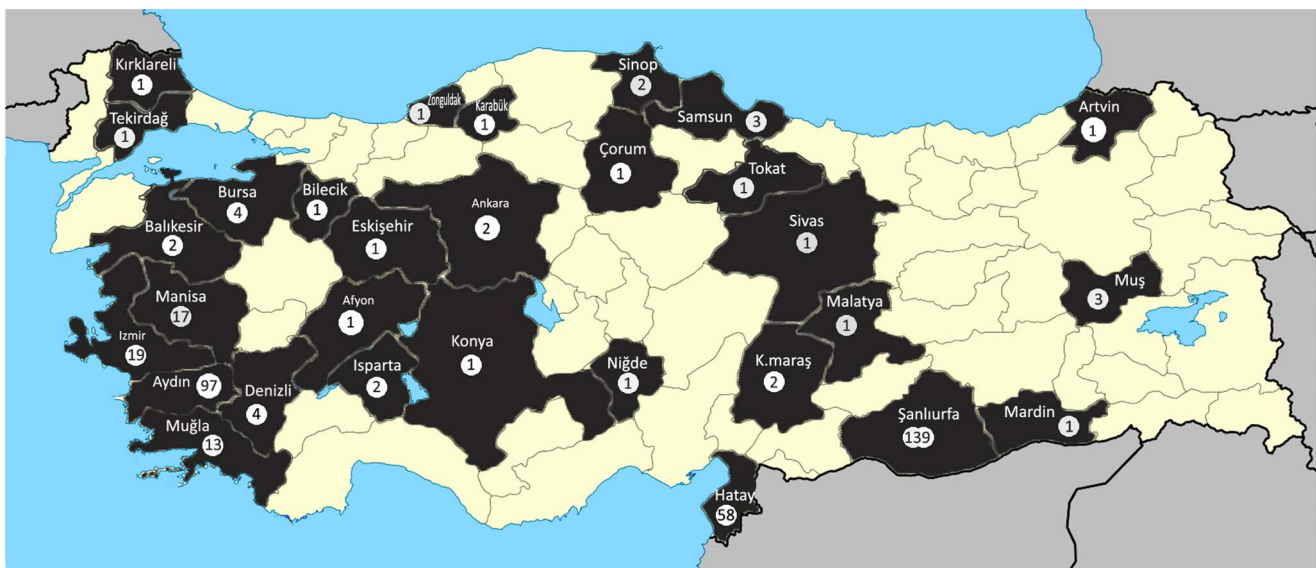 Kırklareli
1
Tekirdağ
1
Zonguldak
1
Karabük
1
Sinop
2
Samsun
3
Artvin
1
Çorum
1
Tokat
1
Bursa
4
Bilecik
1
Ankara
2
Eskişehir
1
Balıkesir
2
Sivas
1
Muş
3
Manisa
17
Afyon
1
Malatya
1
Izmir
19
Konya
1
Isparta
2
Niğde
1
K.maraş
2
Aydın
97
Denizli
4
Muğla
13
Şanlıurfa
139
Mardin
1
Hatay
58